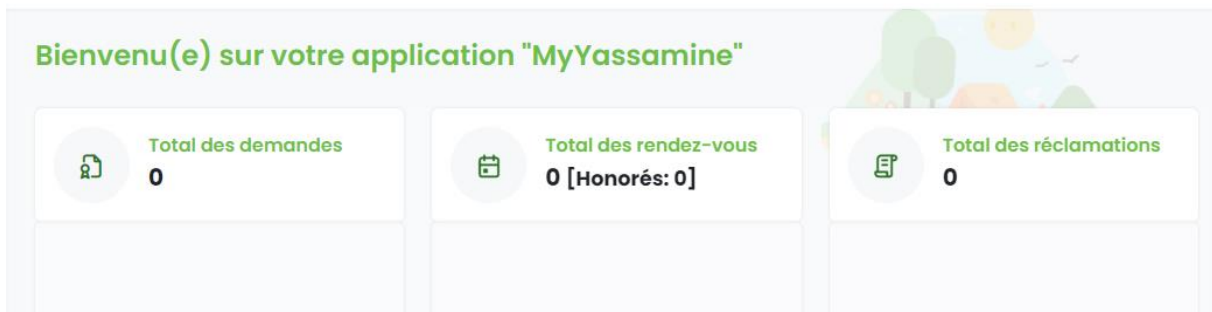 Bienvenu(e) sur votre application "MyYassamine"
Total des demandes
0
Total des rendez-vous
0 [Honorés: 0]
Total des réclamations
0